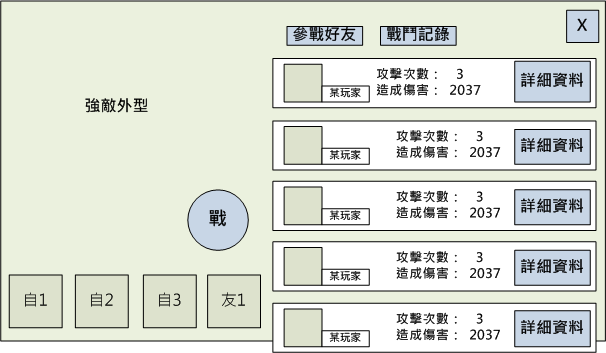 參戰好友
戰鬥記錄
X
強敵外型
戰
自1
自2
自3
友1
某玩家
攻擊次數： 3
造成傷害： 2037
詳細資料
某玩家
攻擊次數： 3
造成傷害： 2037
詳細資料
某玩家
攻擊次數： 3
造成傷害： 2037
詳細資料
某玩家
攻擊次數： 3
造成傷害： 2037
詳細資料
某玩家
攻擊次數： 3
造成傷害： 2037
詳細資料